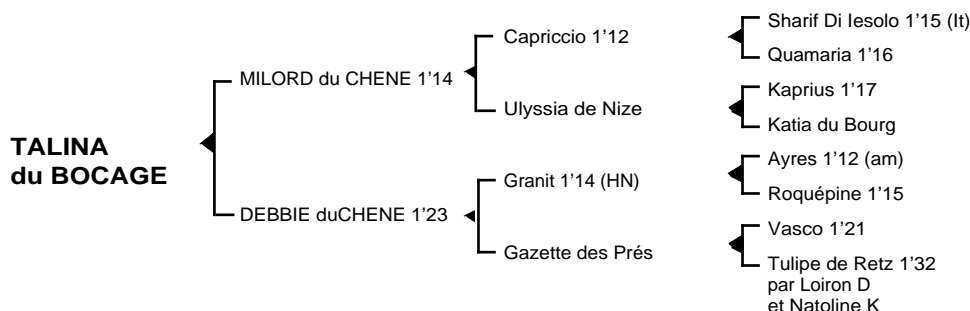 TALINA
du BOCAGE
MILORD du CHENE 1’14
DEBBIE duCHENE 1’23
Capriccio 1’12
Ulyssia de Nize
Granit 1’14 (HN)
Gazette des Prés
Sharif Di Iesolo 1’15 (It)
Quamaria 1’16
Kaprius 1’17
Katia du Bourg
Ayres 1’12 (am)
Roquépine 1’15
Vasco 1’21
Tulipe de Retz 1’32
par Loiron D
et Natoline K